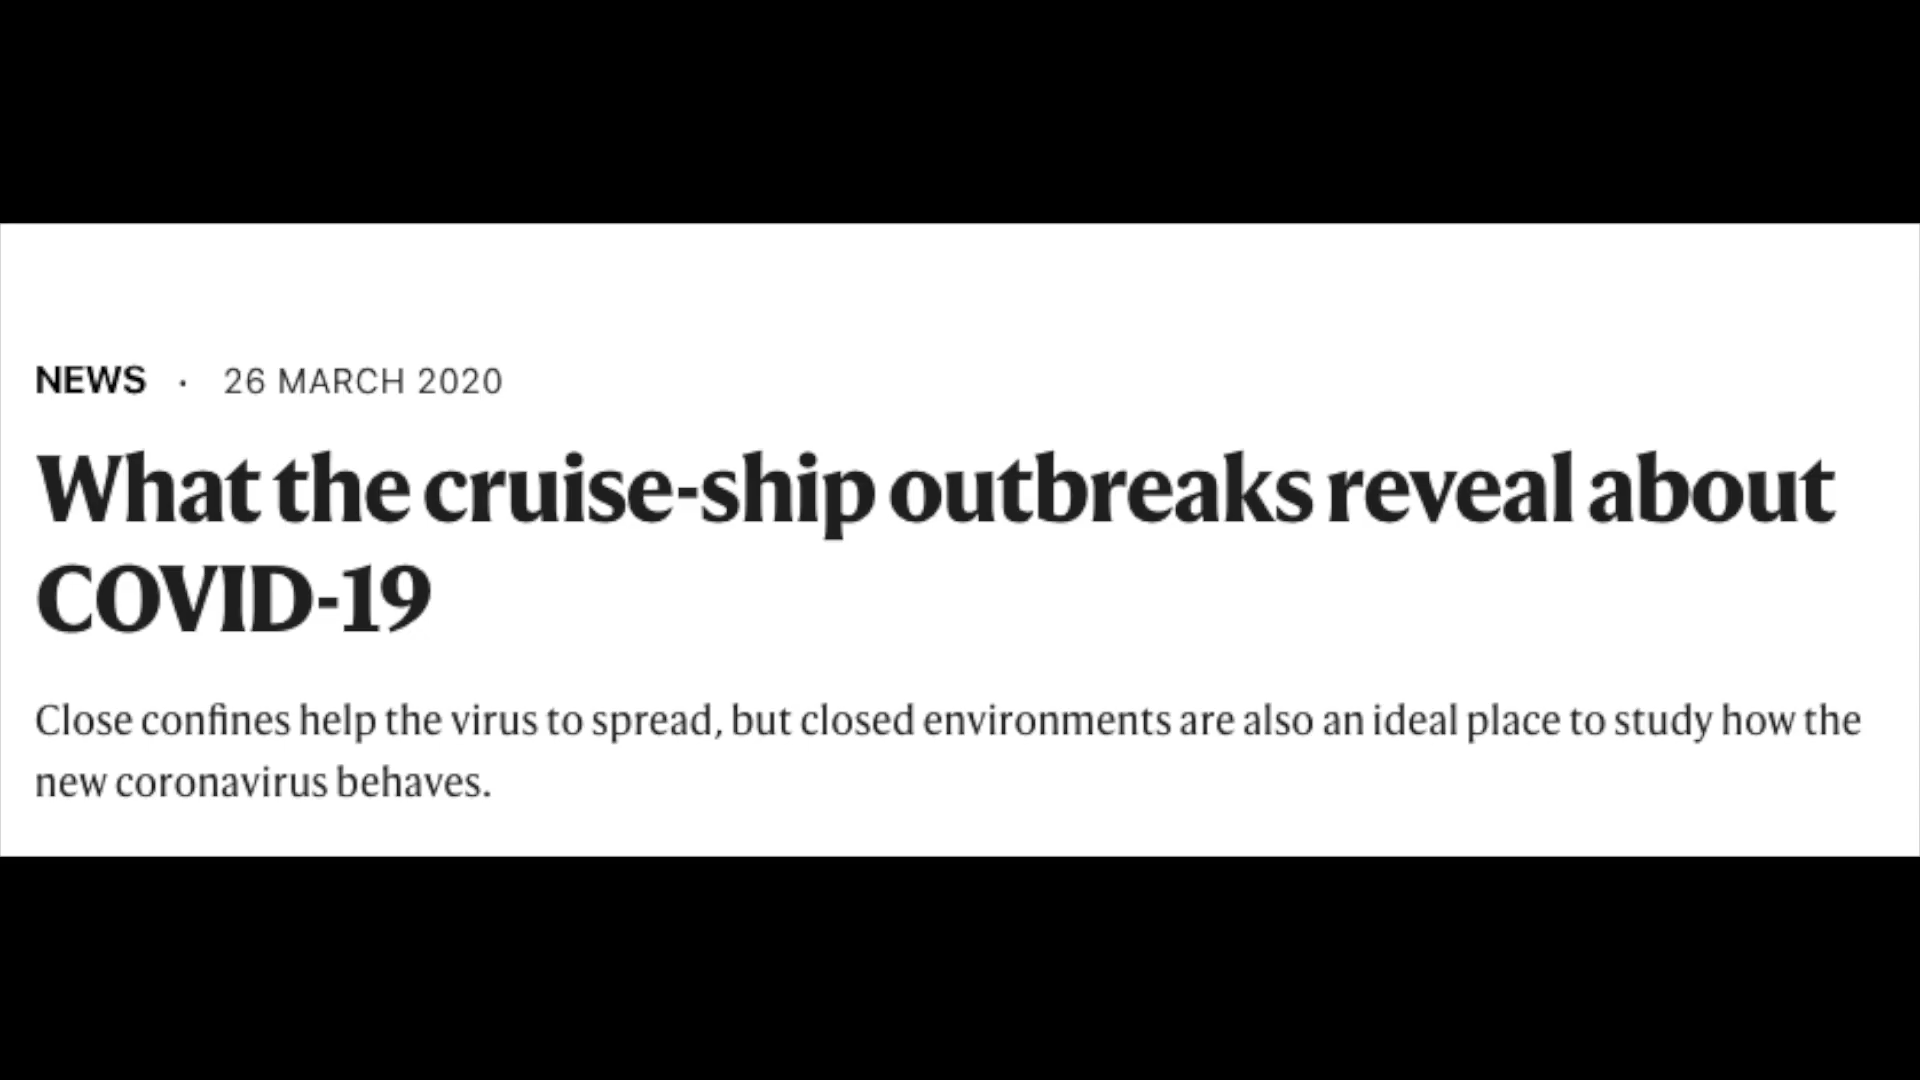 NEWS · 26 MARCH 2020
What the cruise-ship outbreaks reveal about
COVID-19
Close confines help the virus to spread, but closed environments are also an ideal place to study how the
new coronavirus behaves.